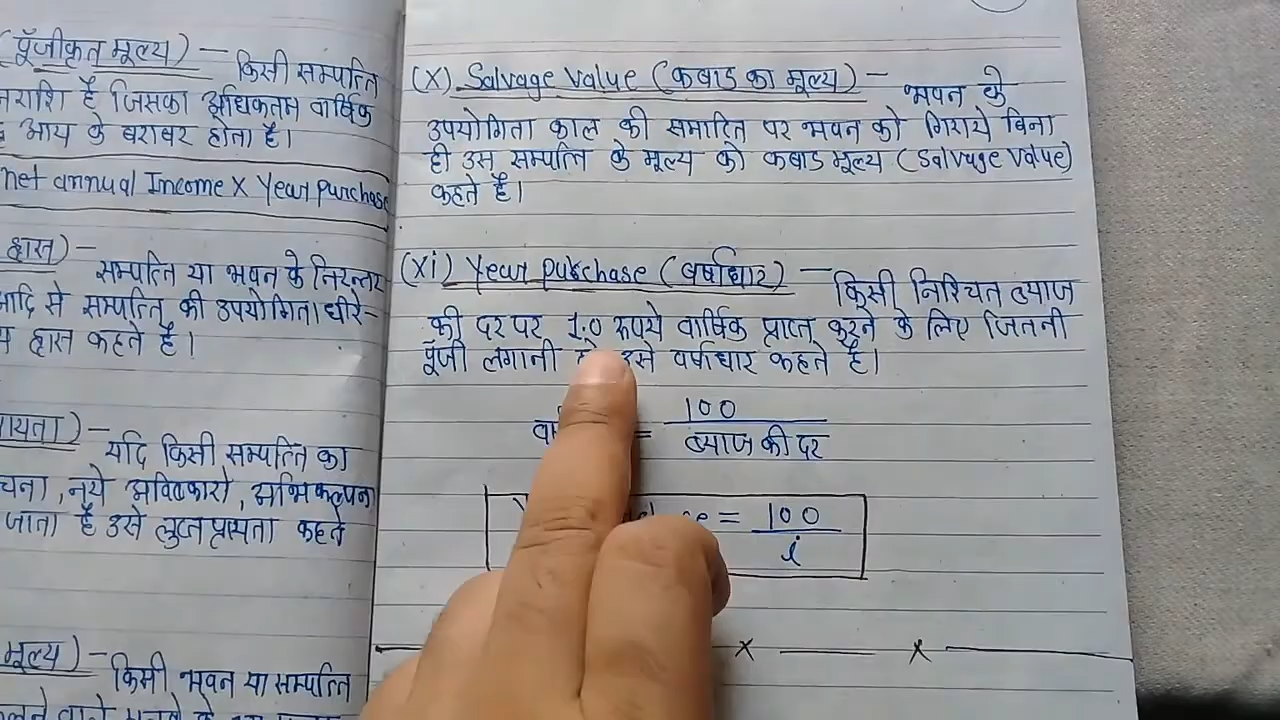 (पूँजीकृत मूल्य) — किसी सम्पत्ति
राशि है जिसका अधिकतम वार्षिक
आय के बराबर होता है।
net annual Income X Year purchase
ह्रास) —
सम्पत्ति या भवन के निरन्तर
आदि से सम्पत्ति की उपयोगिता धीरे-
ह्रास कहते है।
यदि किसी सम्पत्ति का
नये अविष्कारो, अभिकल्पना
जाता है उसे लुप्तप्रायता कहते
मूल्य) — किसी भवन या सम्पत्ति
(X) Salvage Value (कबाड का मूल्य) — भवन के
उपयोगिता काल की समाप्ति पर भवन को गिराये बिना
ही उस सम्पत्ति के मूल्य को कबाड मूल्य (Salvage Value)
कहते है।
(Xi) Year purchase (वर्षाधार) — किसी निश्चित ब्याज
की दर पर 1.0 रूपये वार्षिक प्राप्त करने के लिए जितनी
पूँजी लगानी उसे वर्षाधार कहते है।
= 100
ब्याज की दर
= 100
i
X X